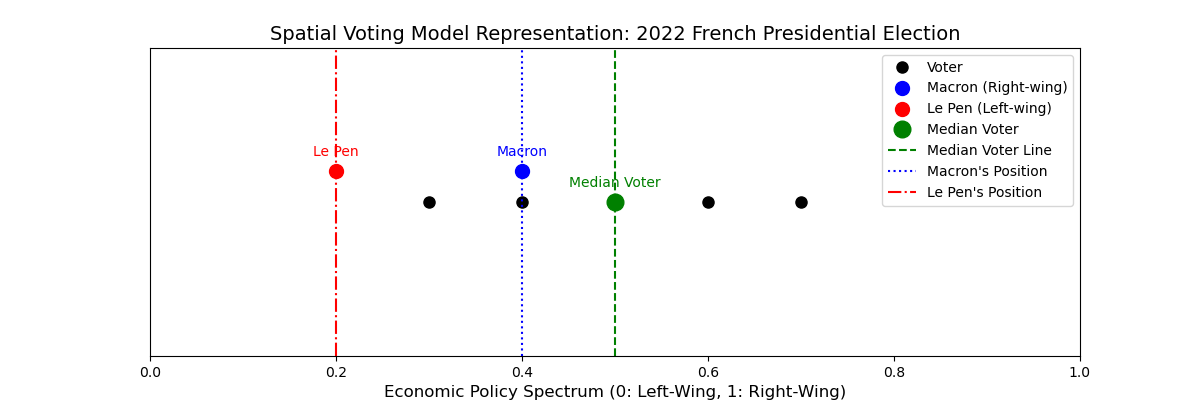 Spatial Voting Model Representation: 2022 French Presidential Election
Voter
Macron (Right-wing)
Le Pen (Left-wing)
Median Voter
Median Voter Line
Macron's Position
Le Pen's Position
Le Pen
Macron
Median Voter
0.0 0.2 0.4 0.6 0.8 1.0
Economic Policy Spectrum (0: Left-Wing, 1: Right-Wing)